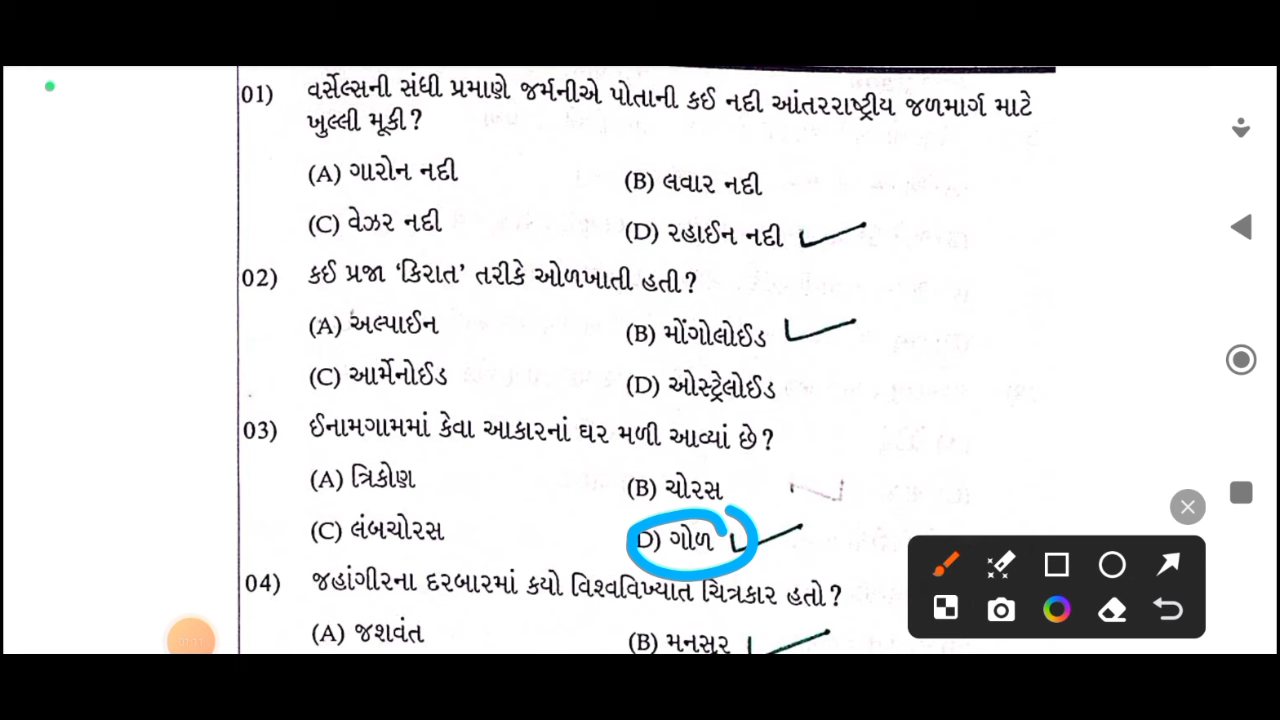 01) વર્સેલ્સની સંધી પ્રમાણે જર્મનીએ પોતાની કઈ નદી આંતરરાષ્ટ્રીય જળમાર્ગ માટે
ખુલ્લી મૂકી?
(A) ગારોન નદી (B) લવાર નદી
(C) વેઝર નદી (D) રહાઈન નદી
02) કઈ પ્રજા ‘કિરાત’ તરીકે ઓળખાતી હતી?
(A) અલ્પાઈન (B) મોંગોલોઈડ
(C) આર્મેનોઈડ (D) ઓસ્ટ્રેલોઈડ
03) ઈનામગામમાં કેવા આકારનાં ઘર મળી આવ્યાં છે?
(A) ત્રિકોણ (B) ચોરસ
(C) લંબચોરસ D) ગોળ
04) જહાંગીરના દરબારમાં કયો વિશ્વવિખ્યાત ચિત્રકાર હતો?
(A) જશવંત (B) મનસુર